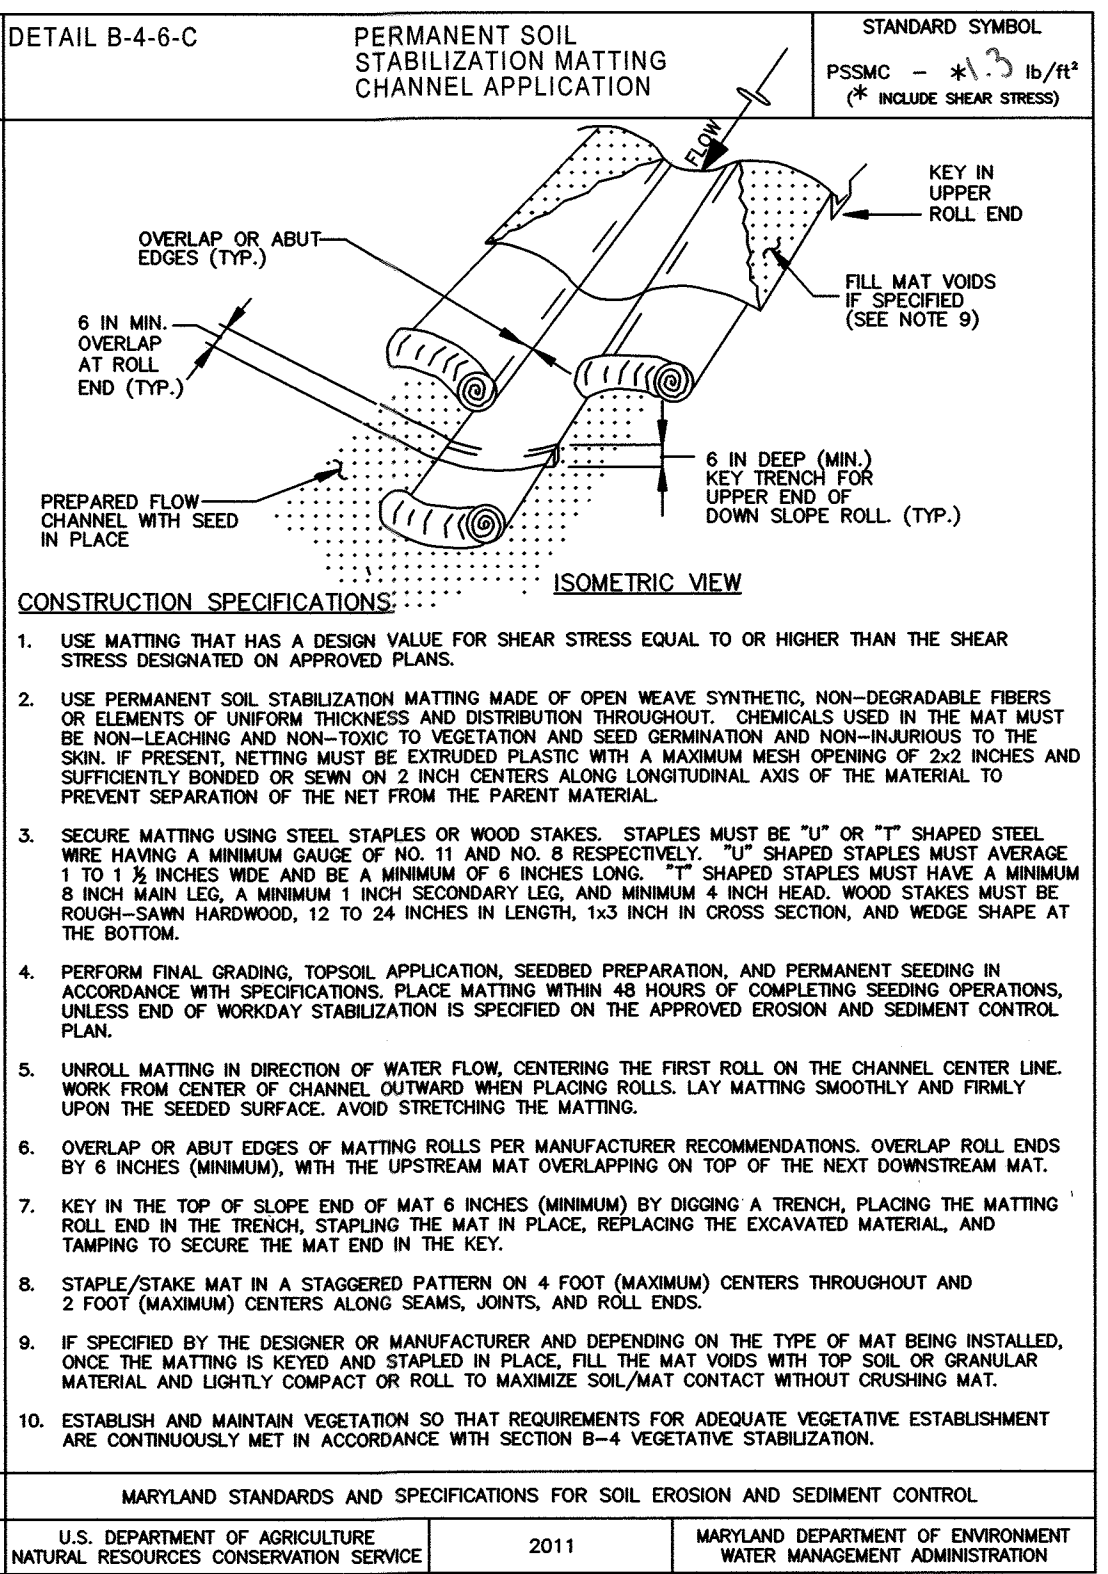 DETAIL B-4-6-C
PERMANENT SOIL
STABILIZATION MATTING
CHANNEL APPLICATION
STANDARD SYMBOL
PSSMC – *1.3 lb/ft²
(* INCLUDE SHEAR STRESS)
FLOW
KEY IN
UPPER
ROLL END
OVERLAP OR ABUT
EDGES (TYP.)
FILL MAT VOIDS
IF SPECIFIED
(SEE NOTE 9)
6 IN MIN.
OVERLAP
AT ROLL
END (TYP.)
6 IN DEEP (MIN.)
KEY TRENCH FOR
UPPER END OF
DOWN SLOPE ROLL. (TYP.)
PREPARED FLOW
CHANNEL WITH SEED
IN PLACE
ISOMETRIC VIEW
CONSTRUCTION SPECIFICATIONS:
1. USE MATTING THAT HAS A DESIGN VALUE FOR SHEAR STRESS EQUAL TO OR HIGHER THAN THE SHEAR
STRESS DESIGNATED ON APPROVED PLANS.
2. USE PERMANENT SOIL STABILIZATION MATTING MADE OF OPEN WEAVE SYNTHETIC, NON–DEGRADABLE FIBERS
OR ELEMENTS OF UNIFORM THICKNESS AND DISTRIBUTION THROUGHOUT. CHEMICALS USED IN THE MAT MUST
BE NON–LEACHING AND NON–TOXIC TO VEGETATION AND SEED GERMINATION AND NON–INJURIOUS TO THE
SKIN. IF PRESENT, NETTING MUST BE EXTRUDED PLASTIC WITH A MAXIMUM MESH OPENING OF 2x2 INCHES AND
SUFFICIENTLY BONDED OR SEWN ON 2 INCH CENTERS ALONG LONGITUDINAL AXIS OF THE MATERIAL TO
PREVENT SEPARATION OF THE NET FROM THE PARENT MATERIAL.
3. SECURE MATTING USING STEEL STAPLES OR WOOD STAKES. STAPLES MUST BE "U" OR "T" SHAPED STEEL
WIRE HAVING A MINIMUM GAUGE OF NO. 11 AND NO. 8 RESPECTIVELY. "U" SHAPED STAPLES MUST AVERAGE
1 TO 1 ½ INCHES WIDE AND BE A MINIMUM OF 6 INCHES LONG. "T" SHAPED STAPLES MUST HAVE A MINIMUM
8 INCH MAIN LEG, A MINIMUM 1 INCH SECONDARY LEG, AND MINIMUM 4 INCH HEAD. WOOD STAKES MUST BE
ROUGH–SAWN HARDWOOD, 12 TO 24 INCHES IN LENGTH, 1x3 INCH IN CROSS SECTION, AND WEDGE SHAPE AT
THE BOTTOM.
4. PERFORM FINAL GRADING, TOPSOIL APPLICATION, SEEDBED PREPARATION, AND PERMANENT SEEDING IN
ACCORDANCE WITH SPECIFICATIONS. PLACE MATTING WITHIN 48 HOURS OF COMPLETING SEEDING OPERATIONS,
UNLESS END OF WORKDAY STABILIZATION IS SPECIFIED ON THE APPROVED EROSION AND SEDIMENT CONTROL
PLAN.
5. UNROLL MATTING IN DIRECTION OF WATER FLOW, CENTERING THE FIRST ROLL ON THE CHANNEL CENTER LINE.
WORK FROM CENTER OF CHANNEL OUTWARD WHEN PLACING ROLLS. LAY MATTING SMOOTHLY AND FIRMLY
UPON THE SEEDED SURFACE. AVOID STRETCHING THE MATTING.
6. OVERLAP OR ABUT EDGES OF MATTING ROLLS PER MANUFACTURER RECOMMENDATIONS. OVERLAP ROLL ENDS
BY 6 INCHES (MINIMUM), WITH THE UPSTREAM MAT OVERLAPPING ON TOP OF THE NEXT DOWNSTREAM MAT.
7. KEY IN THE TOP OF SLOPE END OF MAT 6 INCHES (MINIMUM) BY DIGGING A TRENCH, PLACING THE MATTING
ROLL END IN THE TRENCH, STAPLING THE MAT IN PLACE, REPLACING THE EXCAVATED MATERIAL, AND
TAMPING TO SECURE THE MAT END IN THE KEY.
8. STAPLE/STAKE MAT IN A STAGGERED PATTERN ON 4 FOOT (MAXIMUM) CENTERS THROUGHOUT AND
2 FOOT (MAXIMUM) CENTERS ALONG SEAMS, JOINTS, AND ROLL ENDS.
9. IF SPECIFIED BY THE DESIGNER OR MANUFACTURER AND DEPENDING ON THE TYPE OF MAT BEING INSTALLED,
ONCE THE MATTING IS KEYED AND STAPLED IN PLACE, FILL THE MAT VOIDS WITH TOP SOIL OR GRANULAR
MATERIAL AND LIGHTLY COMPACT OR ROLL TO MAXIMIZE SOIL/MAT CONTACT WITHOUT CRUSHING MAT.
10. ESTABLISH AND MAINTAIN VEGETATION SO THAT REQUIREMENTS FOR ADEQUATE VEGETATIVE ESTABLISHMENT
ARE CONTINUOUSLY MET IN ACCORDANCE WITH SECTION B–4 VEGETATIVE STABILIZATION.
MARYLAND STANDARDS AND SPECIFICATIONS FOR SOIL EROSION AND SEDIMENT CONTROL
U.S. DEPARTMENT OF AGRICULTURE
NATURAL RESOURCES CONSERVATION SERVICE
2011
MARYLAND DEPARTMENT OF ENVIRONMENT
WATER MANAGEMENT ADMINISTRATION